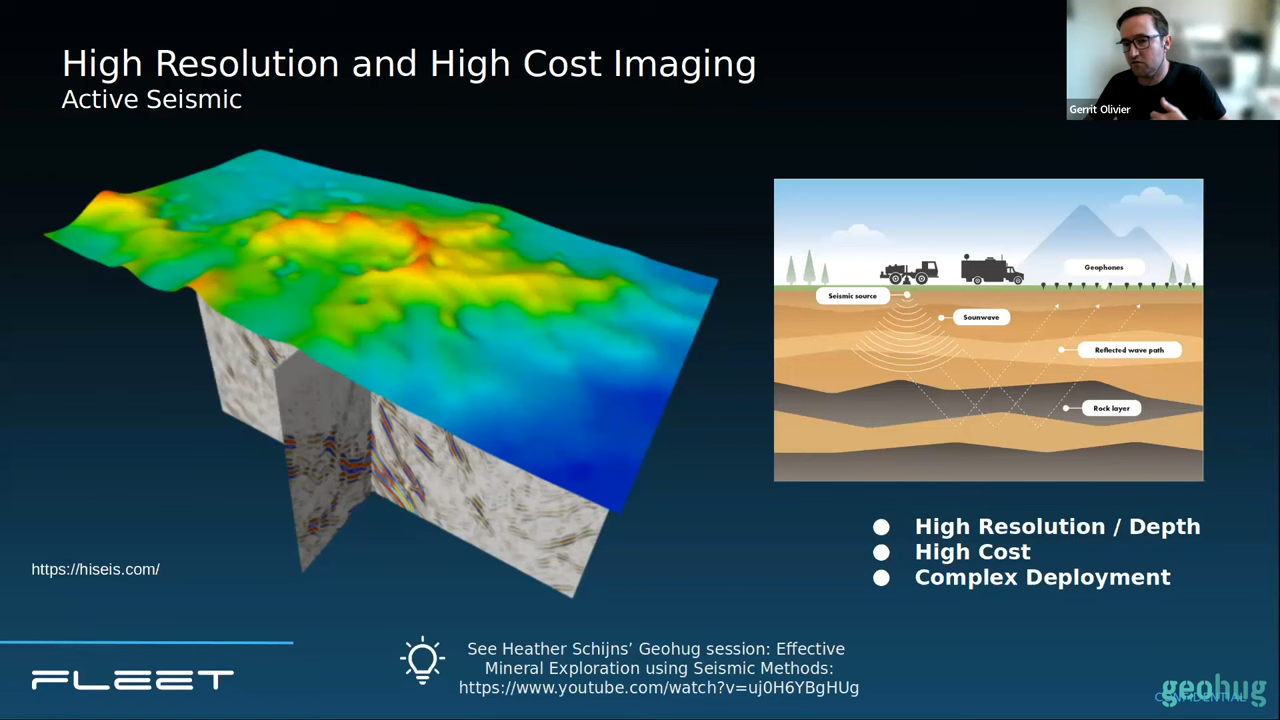 High Resolution and High Cost Imaging
Active Seismic
Gerrit Olivier
Geophones
Seismic source
Sounwave
Reflected wave path
Rock layer
● High Resolution / Depth
● High Cost
● Complex Deployment
https://hiseis.com/
See Heather Schijns’ Geohug session: Effective
Mineral Exploration using Seismic Methods:
https://www.youtube.com/watch?v=uj0H6YBgHUg
FLEET
geohug
CONFIDENTIAL